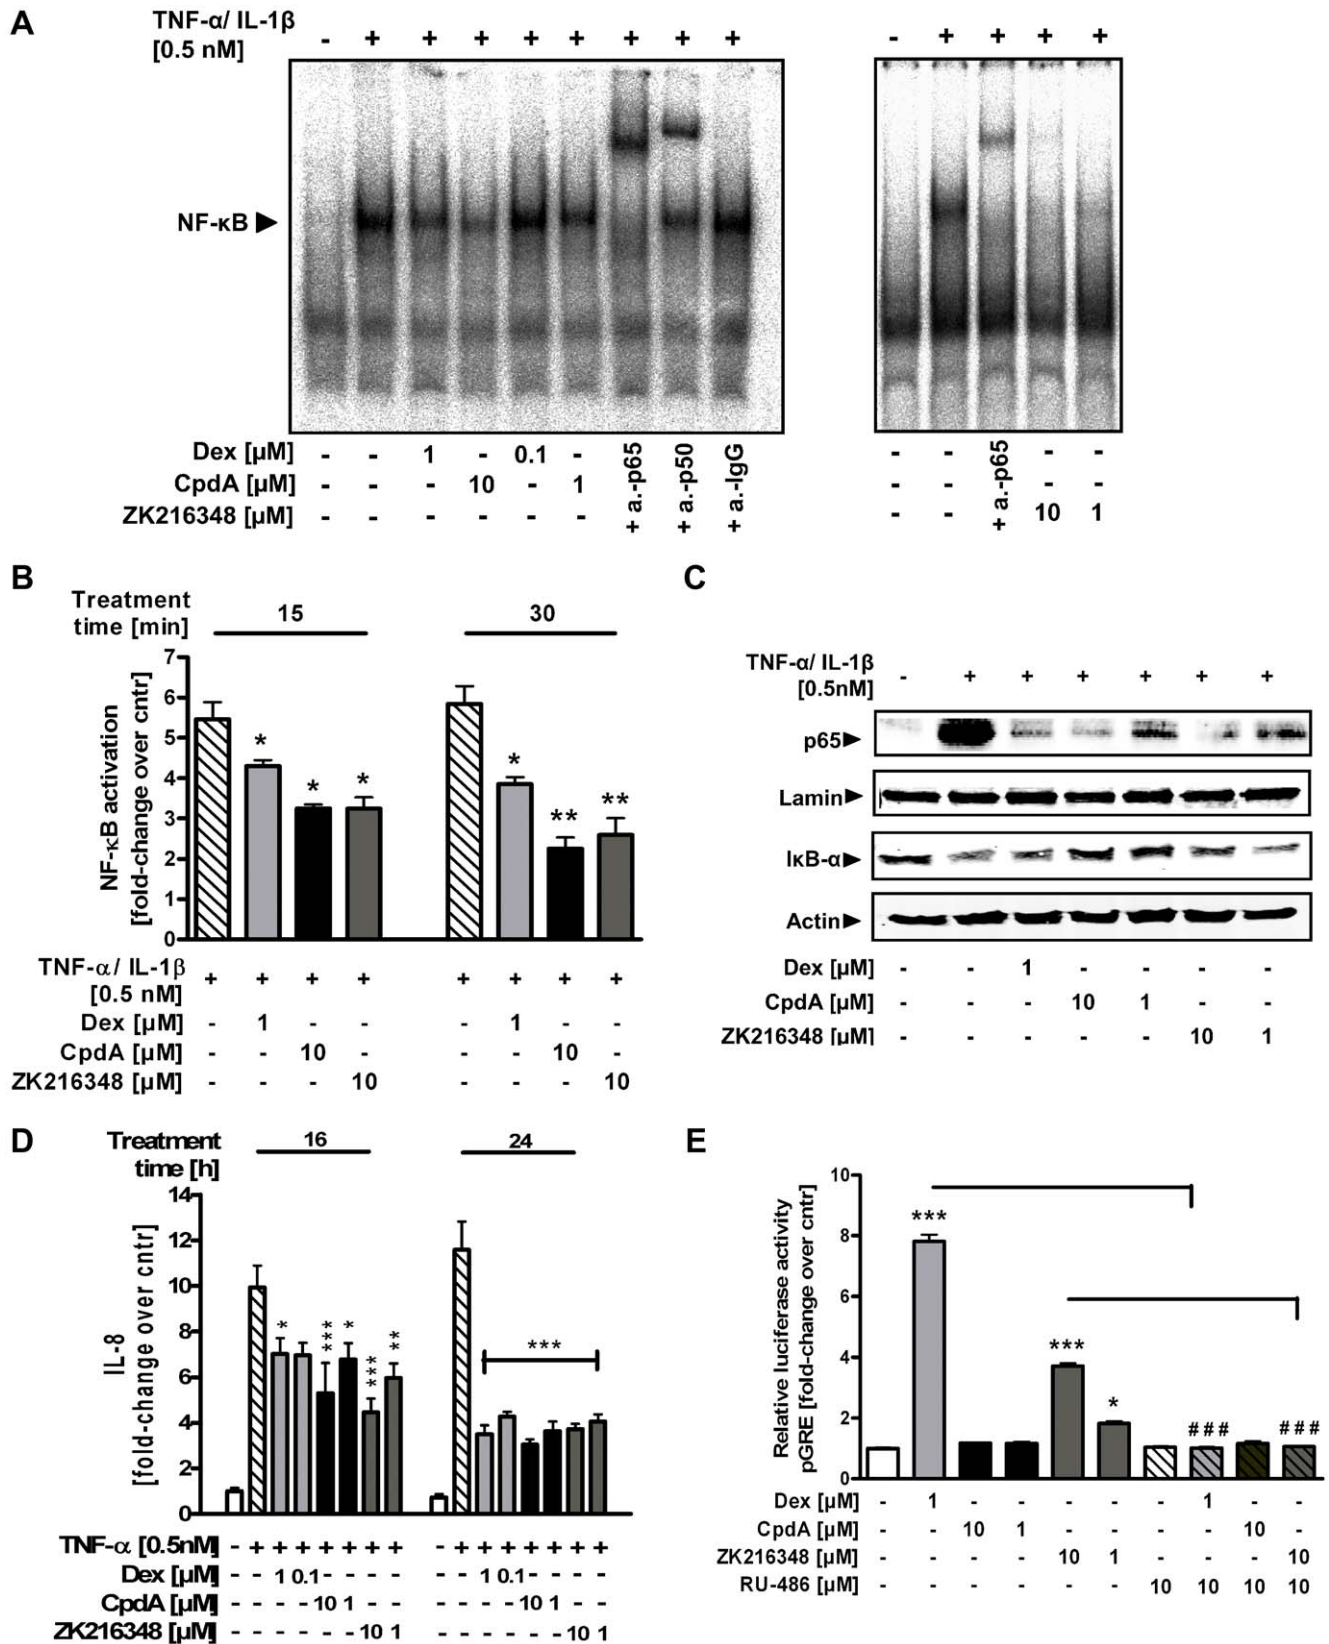 A
TNF-α/ IL-1β
[0.5 nM]
- + + + + + + + +
- + + + +
NF-κB
Dex [µM] - - 1 - 0.1 - + a.-p65 + a.-p50 + a.-IgG
CpdA [µM] - - - 10 - 1
ZK216348 [µM] - - - - - -
- - + a.-p65 - -
- - - -
- - 10 1
B
Treatment
time [min]
15 30
NF-κB activation
[fold-change over cntr]
7
6
5
4
3
2
1
0
* * *
* ** **
TNF-α/ IL-1β
[0.5 nM]
+ + + + + + + +
Dex [µM] - 1 - - - 1 - -
CpdA [µM] - - 10 - - - 10 -
ZK216348 [µM] - - - 10 - - - 10
C
TNF-α/ IL-1β
[0.5nM]
- + + + + + +
p65
Lamin
IκB-α
Actin
Dex [µM] - - 1 - - - -
CpdA [µM] - - - 10 1 - -
ZK216348 [µM] - - - - - 10 1
D
Treatment
time [h]
16 24
IL-8
[fold-change over cntr]
14
12
10
8
6
4
2
0
* *** * *** **
***
TNF-α [0.5nM] - + + + + + + + - + + + + + + +
Dex [µM] - - 1 0.1 - - - - - - 1 0.1 - - - -
CpdA [µM] - - - - 10 1 - - - - - - 10 1 - -
ZK216348 [µM] - - - - - - 10 1 - - - - - - 10 1
E
Relative luciferase activity
pGRE [fold-change over cntr]
10
8
6
4
2
0
*** *** * ### ###
Dex [µM] - 1 - - - - - 1 - -
CpdA [µM] - - 10 1 - - - - 10 -
ZK216348 [µM] - - - - 10 1 - - - 10
RU-486 [µM] - - - - - - 10 10 10 10